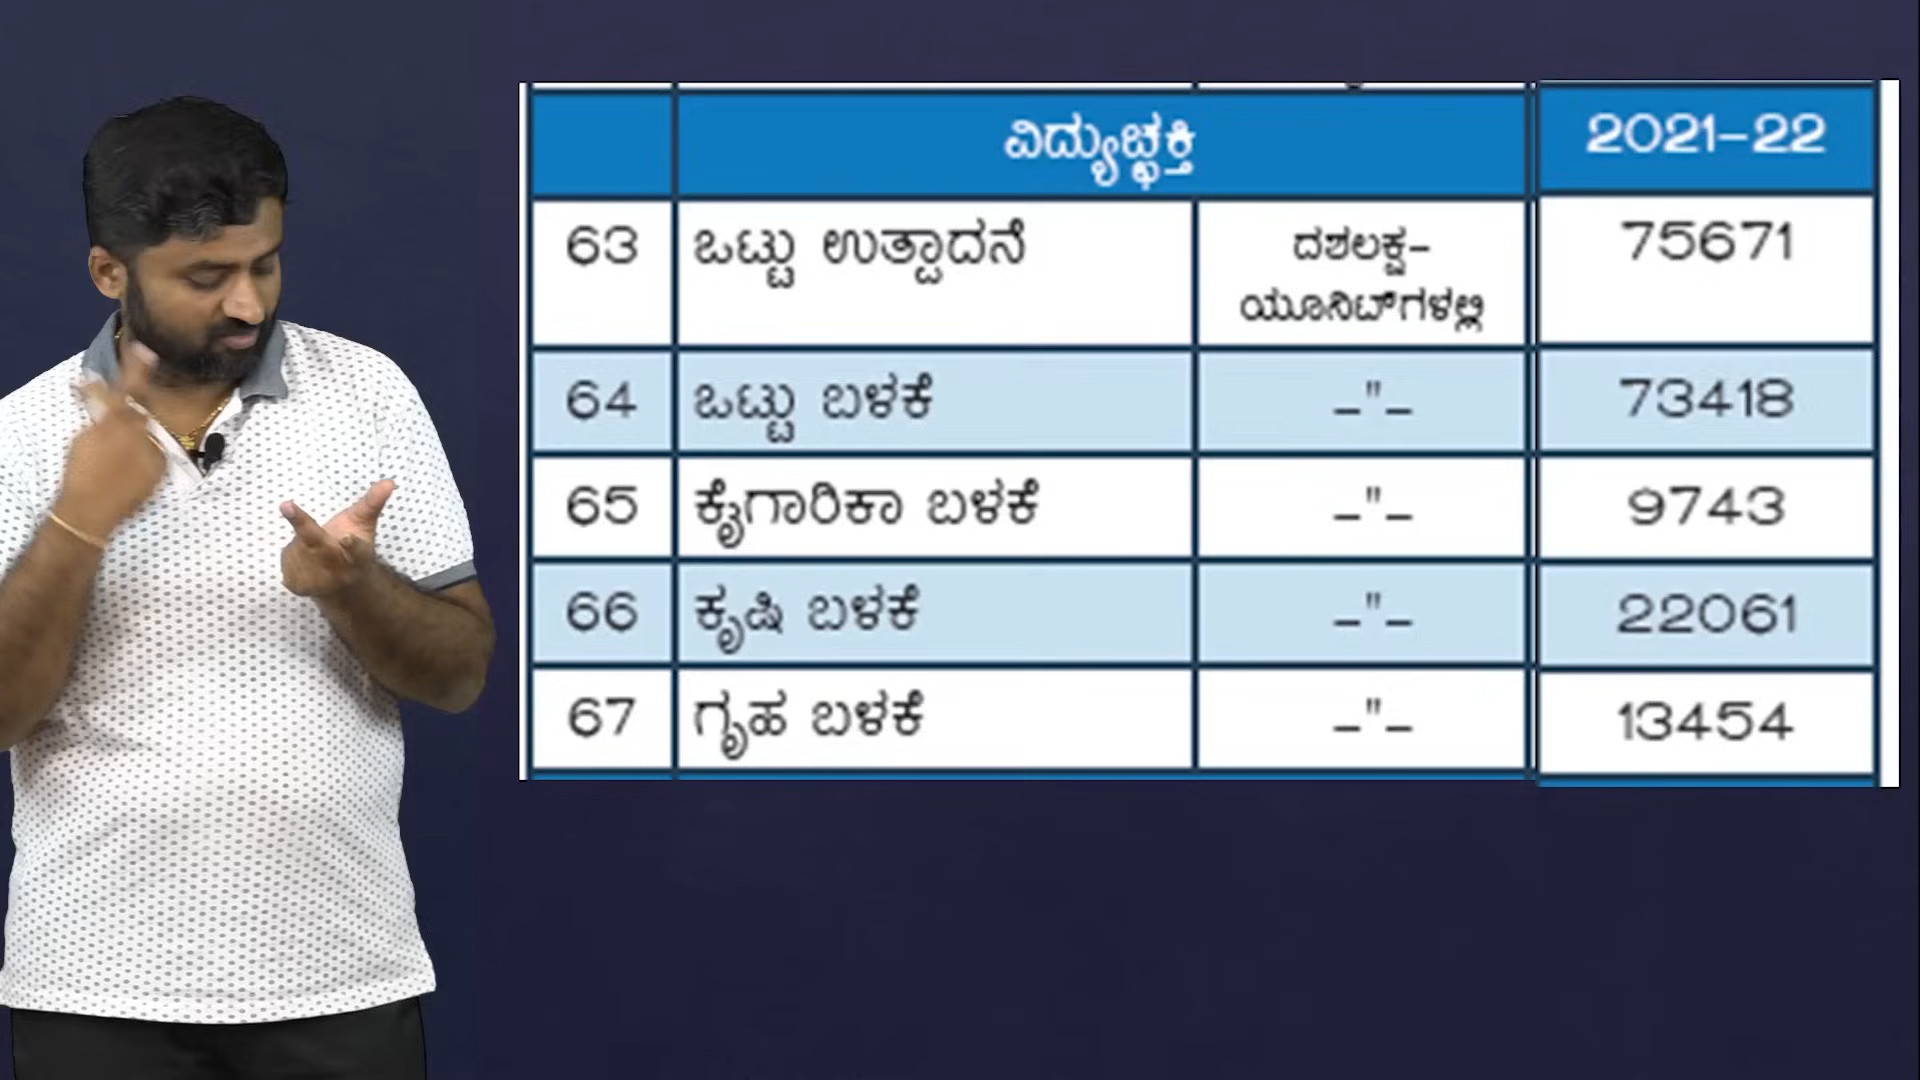 ವಿದ್ಯುಚ್ಛಕ್ತಿ 2021-22
63 ಒಟ್ಟು ಉತ್ಪಾದನೆ ದಶಲಕ್ಷ- 75671
ಯೂನಿಟ್‌ಗಳಲ್ಲಿ
64 ಒಟ್ಟು ಬಳಕೆ -"- 73418
65 ಕೈಗಾರಿಕಾ ಬಳಕೆ -"- 9743
66 ಕೃಷಿ ಬಳಕೆ -"- 22061
67 ಗೃಹ ಬಳಕೆ -"- 13454